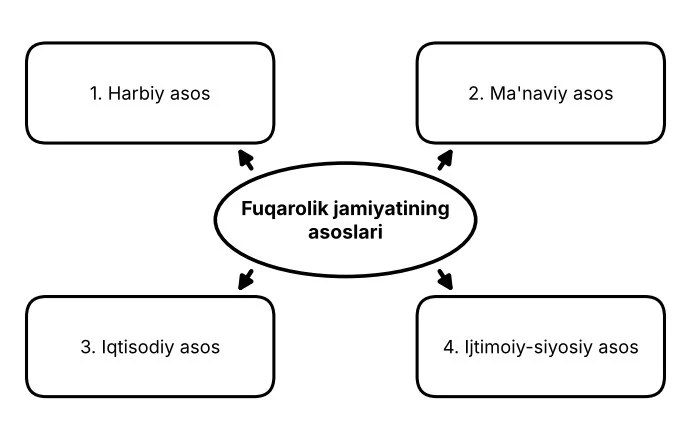 1. Harbiy asos
2. Ma'naviy asos
Fuqarolik jamiyatining
asoslari
3. Iqtisodiy asos
4. Ijtimoiy-siyosiy asos